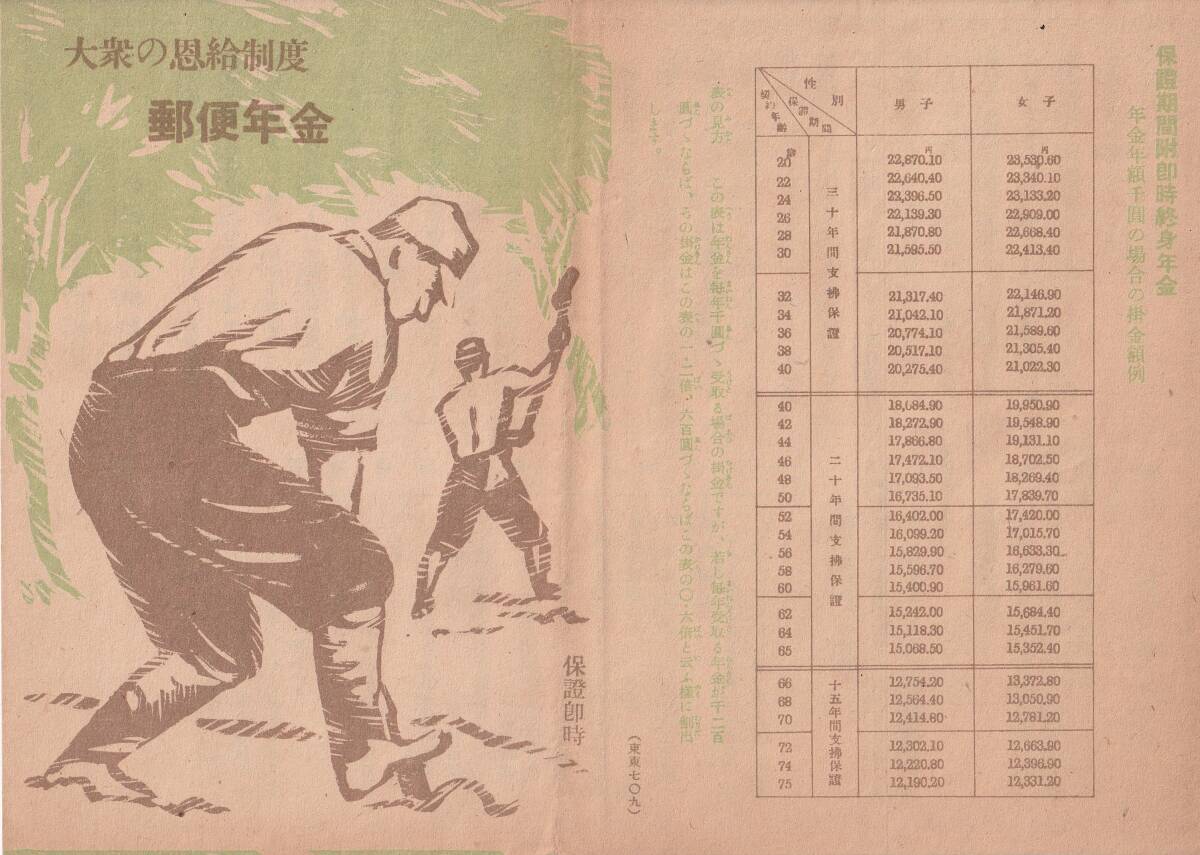 大衆の恩給制度
郵便年金
保證即時
保證期間附卽時終身年金
年金年額千圓の場合の掛金額例
性別 保證期間 契約年齡 男子 女子
三十年間支拂保證
歲 円 円
20 22,870.10 23,530.60
22 22,640.40 23,340.10
24 22,396.50 23,133.20
26 22,139.30 22,909.00
28 21,870.80 22,668.40
30 21,595.50 22,413.40
32 21,317.40 22,146.90
34 21,042.10 21,871.20
36 20,774.10 21,589.60
38 20,517.10 21,305.40
40 20,275.40 21,022.30
二十年間支拂保證
40 18,684.90 19,950.90
42 18,272.90 19,548.90
44 17,866.80 19,131.10
46 17,472.10 18,702.50
48 17,093.50 18,269.40
50 16,735.10 17,839.70
52 16,402.00 17,420.00
54 16,099.20 17,015.70
56 15,829.90 16,633.30
58 15,596.70 16,279.60
60 15,400.90 15,961.60
62 15,242.00 15,684.40
64 15,118.30 15,451.70
65 15,068.50 15,352.40
十五年間支拂保證
66 12,754.20 13,372.80
68 12,564.40 13,050.90
70 12,414.60 12,781.20
72 12,302.10 12,663.90
74 12,220.80 12,396.90
75 12,190.20 12,331.20
表の見方 この表は年金を每年千圓づゝ受取る場合の掛金ですが、若し每年受取る年金が千二百
圓づゝならば、その掛金はこの表の一・二倍、六百圓づゝならばこの表の〇・六倍と云ふ樣に算出
します。
(東東七〇九)